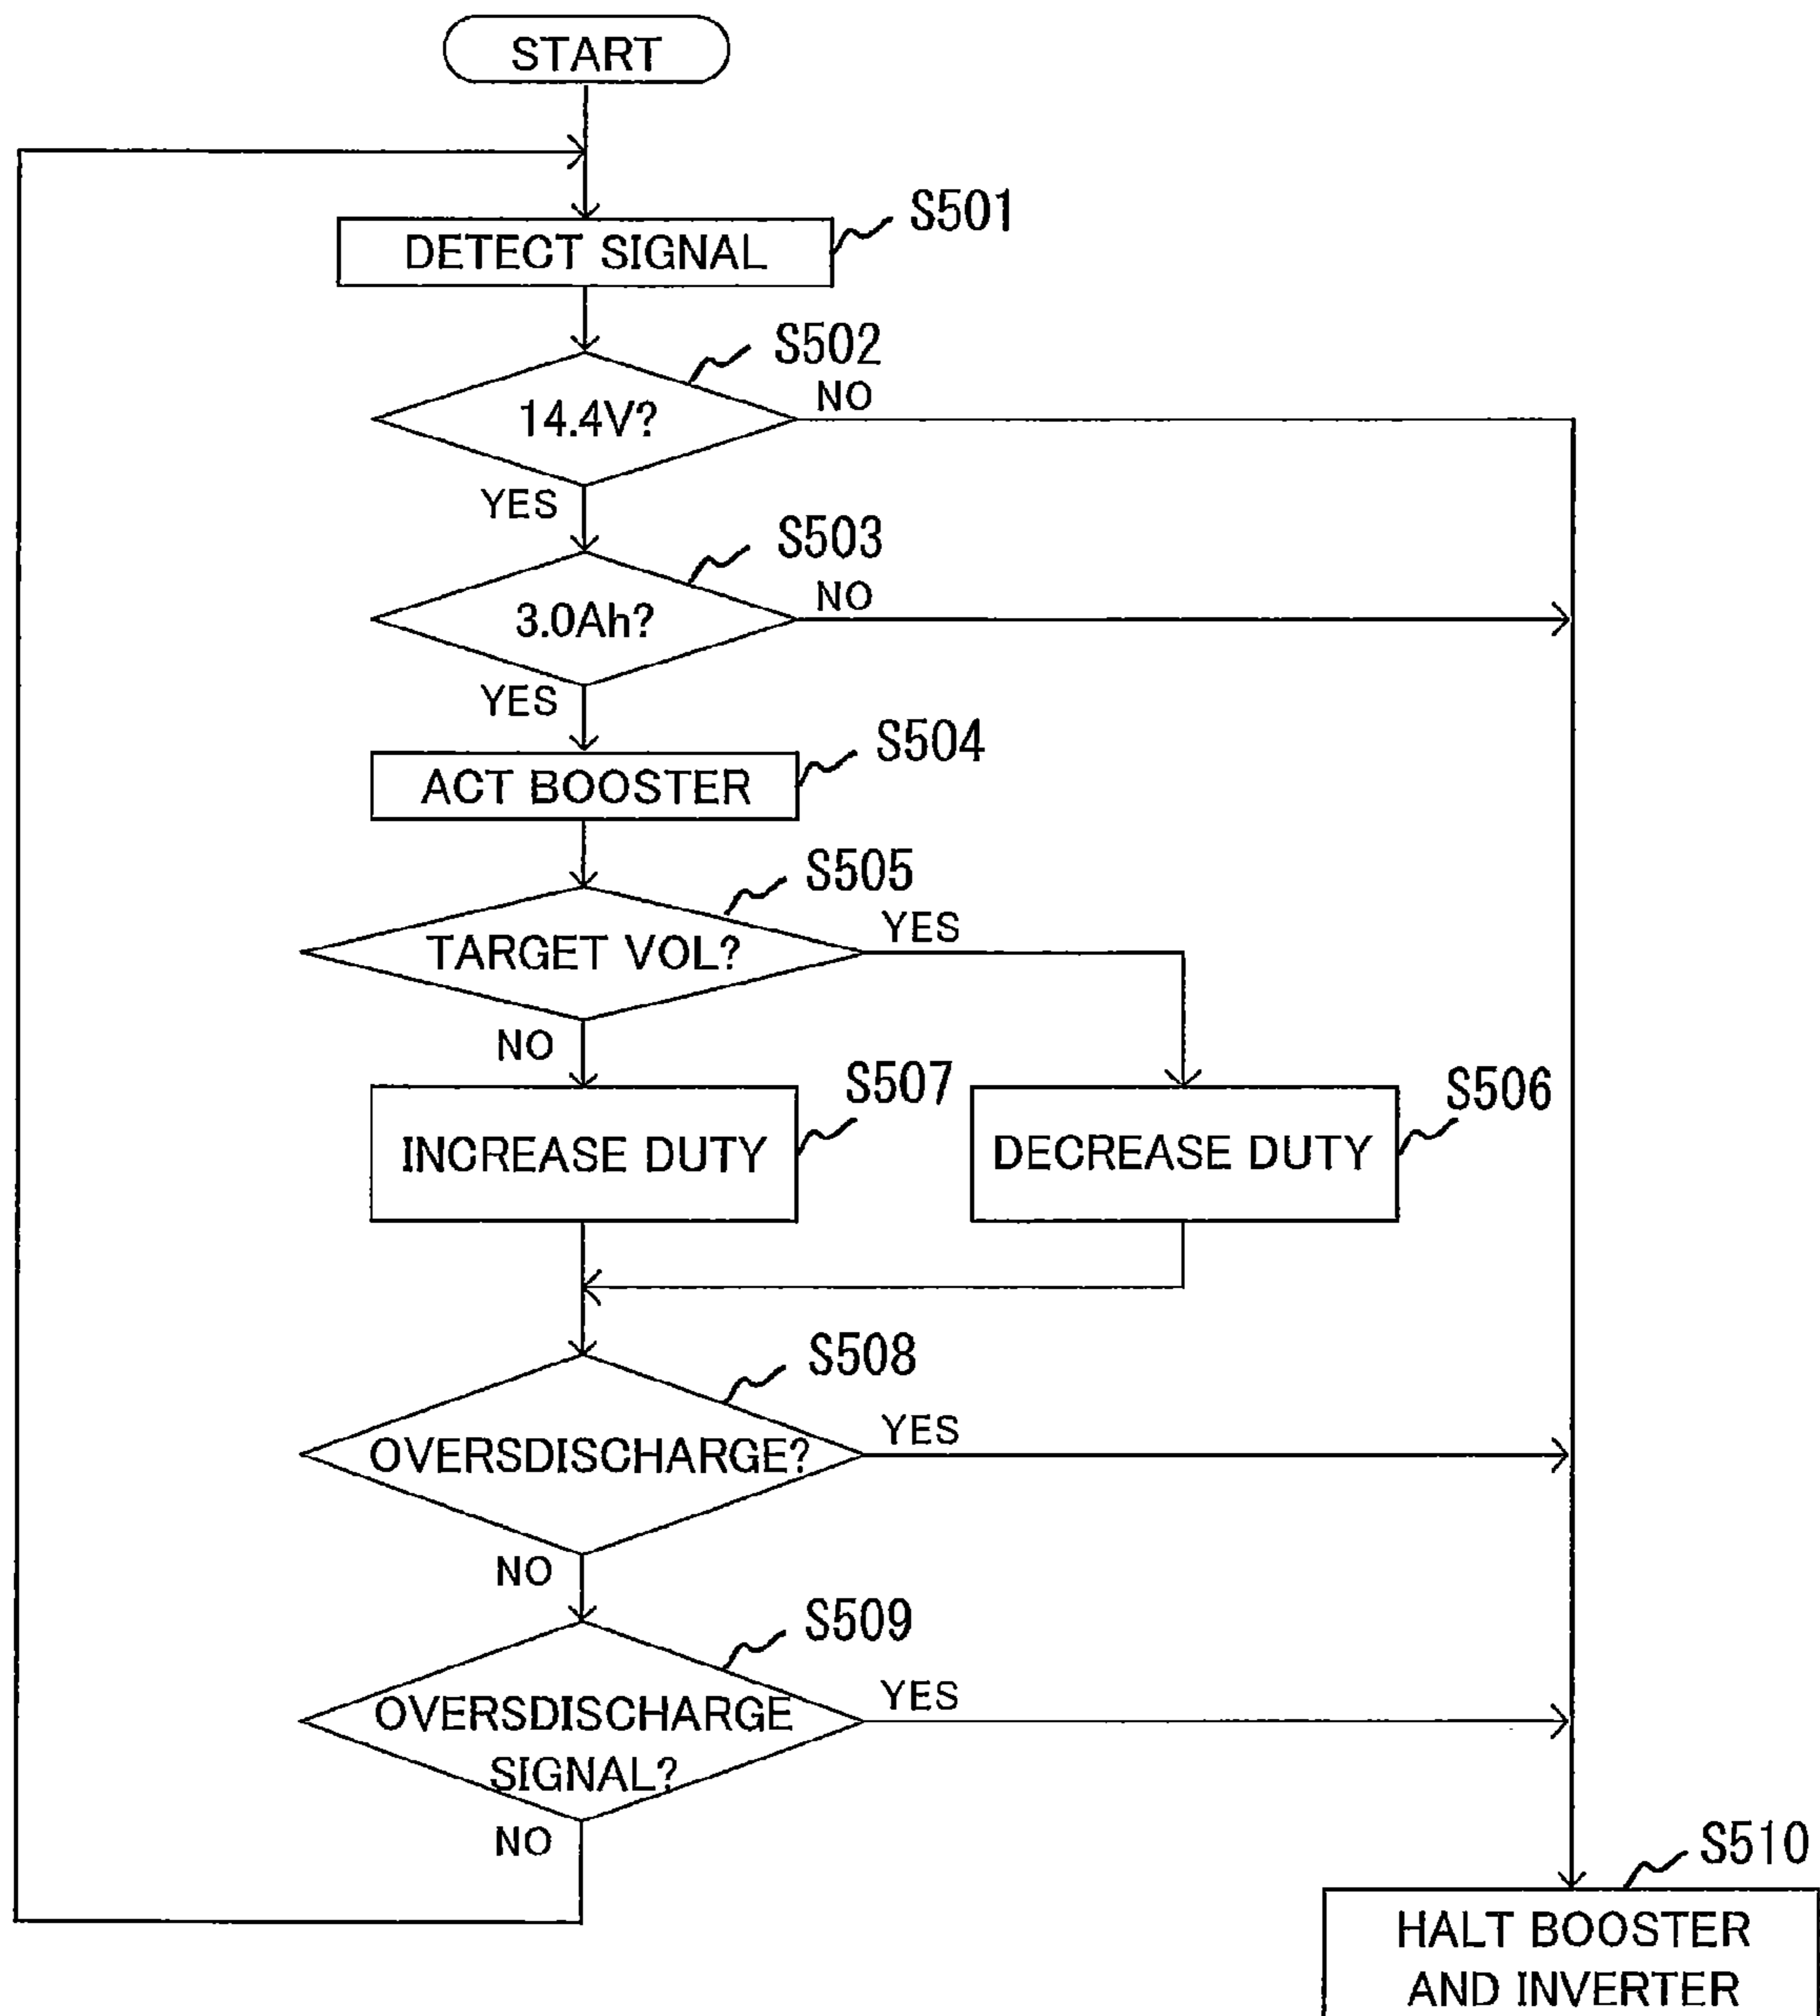 START
S501
DETECT SIGNAL
S502
14.4V?
NO
YES
S503
3.0Ah?
NO
YES
S504
ACT BOOSTER
S505
TARGET VOL?
YES
NO
S507
INCREASE DUTY
S506
DECREASE DUTY
S508
OVERSDISCHARGE?
YES
NO
S509
OVERSDISCHARGE
SIGNAL?
YES
NO
S510
HALT BOOSTER
AND INVERTER